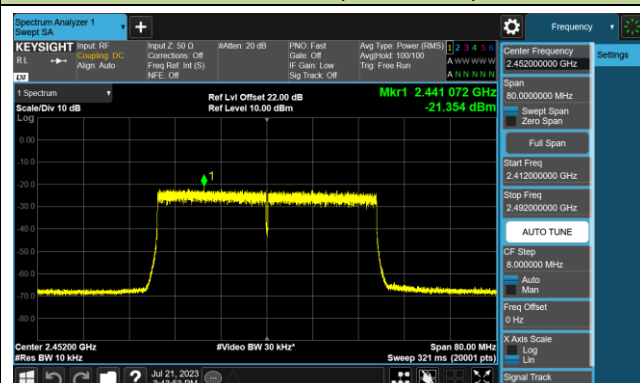 Spectrum Analyzer 1
Swept SA
Frequency
KEYSIGHT
RL
Input: RF
Coupling: DC
Align: Auto
Input Z: 50 Ω
Corrections: Off
Freq Ref: Int (S)
NFE: Off
#Atten: 20 dB
PNO: Fast
Gate: Off
IF Gain: Low
Sig Track: Off
Avg Type: Power (RMS)
Avg|Hold: 100/100
Trig: Free Run
1 2 3 4 5 6
A W W W W W
A N N N N N
LXI
1 Spectrum
Scale/Div 10 dB
Log
Ref Lvl Offset 22.00 dB
Ref Level 10.00 dBm
Mkr1 2.441 072 GHz
-21.354 dBm
1
0.00
-10.0
-20.0
-30.0
-40.0
-50.0
-60.0
-70.0
-80.0
Center 2.45200 GHz
#Res BW 10 kHz
#Video BW 30 kHz*
Span 80.00 MHz
Sweep 321 ms (20001 pts)
Jul 21, 2023
?
Center Frequency
2.452000000 GHz
Settings
Span
80.0000000 MHz
Swept Span
Zero Span
Full Span
Start Freq
2.412000000 GHz
Stop Freq
2.492000000 GHz
AUTO TUNE
CF Step
8.000000 MHz
Auto
Man
Freq Offset
0 Hz
X Axis Scale
Log
Lin
Signal Track